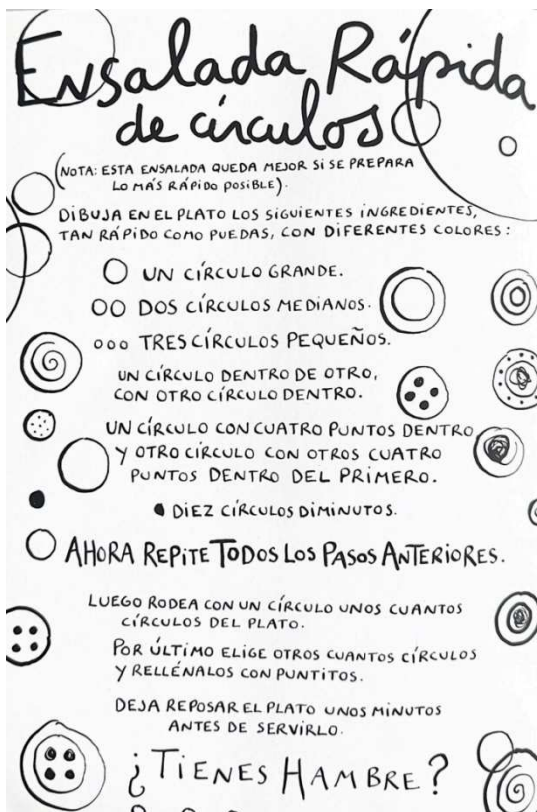 Ensalada Rápida
de círculos
(NOTA: ESTA ENSALADA QUEDA MEJOR SI SE PREPARA
LO MÁS RÁPIDO POSIBLE).
DIBUJA EN EL PLATO LOS SIGUIENTES INGREDIENTES,
TAN RÁPIDO COMO PUEDAS, CON DIFERENTES COLORES:
UN CÍRCULO GRANDE.
DOS CÍRCULOS MEDIANOS.
TRES CÍRCULOS PEQUEÑOS.
UN CÍRCULO DENTRO DE OTRO,
CON OTRO CÍRCULO DENTRO.
UN CÍRCULO CON CUATRO PUNTOS DENTRO
Y OTRO CÍRCULO CON OTROS CUATRO
PUNTOS DENTRO DEL PRIMERO.
DIEZ CÍRCULOS DIMINUTOS.
AHORA REPITE TODOS LOS PASOS ANTERIORES.
LUEGO RODEA CON UN CÍRCULO UNOS CUANTOS
CÍRCULOS DEL PLATO.
POR ÚLTIMO ELIGE OTROS CUANTOS CÍRCULOS
Y RELLÉNALOS CON PUNTITOS.
DEJA REPOSAR EL PLATO UNOS MINUTOS
ANTES DE SERVIRLO.
¿TIENES HAMBRE?